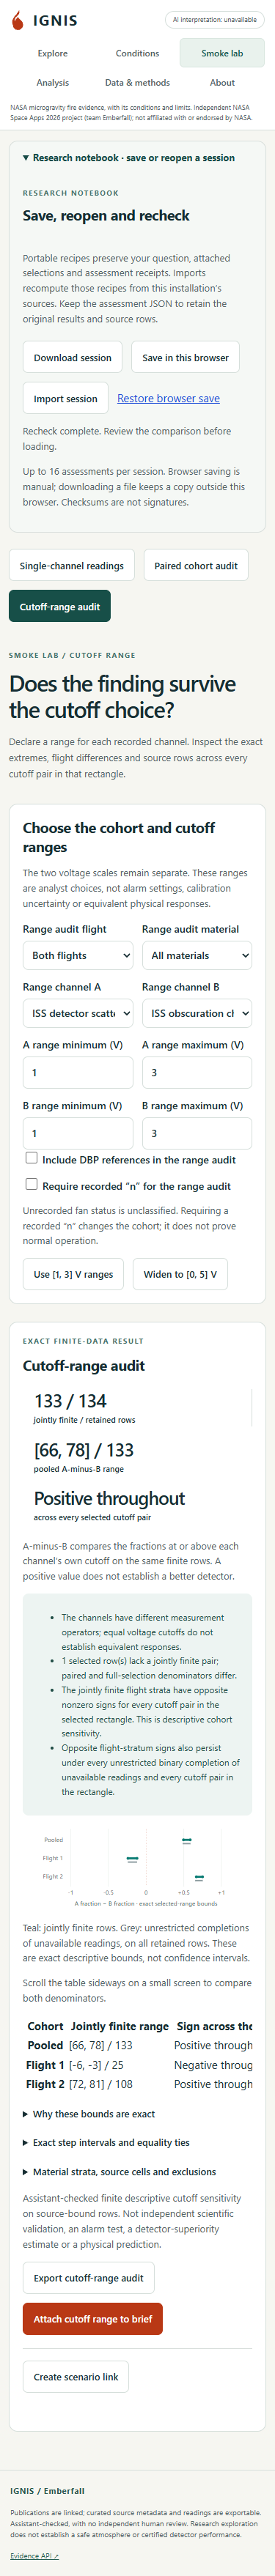 IGNIS
AI interpretation: unavailable
Explore
Conditions
Smoke lab
Analysis
Data & methods
About
NASA microgravity fire evidence, with its conditions and limits. Independent NASA
Space Apps 2026 project (team Emberfall); not affiliated with or endorsed by NASA.
▼ Research notebook · save or reopen a session
RESEARCH NOTEBOOK
Save, reopen and recheck
Portable recipes preserve your question, attached
selections and assessment receipts. Imports
recompute those recipes from this installation's
sources. Keep the assessment JSON to retain the
original results and source rows.
Download session
Save in this browser
Import session
Restore browser save
Recheck complete. Review the comparison before
loading.
Up to 16 assessments per session. Browser saving is
manual; downloading a file keeps a copy outside this
browser. Checksums are not signatures.
Single-channel readings
Paired cohort audit
Cutoff-range audit
SMOKE LAB / CUTOFF RANGE
Does the finding survive
the cutoff choice?
Declare a range for each recorded channel. Inspect the exact
extremes, flight differences and source rows across every
cutoff pair in that rectangle.
Choose the cohort and cutoff
ranges
The two voltage scales remain separate. These ranges
are analyst choices, not alarm settings, calibration
uncertainty or equivalent physical responses.
Range audit flight
Range audit material
Both flights
All materials
Range channel A
Range channel B
ISS detector scatt
ISS obscuration cl
A range minimum (V)
A range maximum (V)
1
3
B range minimum (V)
B range maximum (V)
1
3
Include DBP references in the range audit
Require recorded "n" for the range audit
Unrecorded fan status is unclassified. Requiring a
recorded "n" changes the cohort; it does not prove
normal operation.
Use [1, 3] V ranges
Widen to [0, 5] V
EXACT FINITE-DATA RESULT
Cutoff-range audit
133 / 134
jointly finite / retained rows
[66, 78] / 133
pooled A-minus-B range
Positive throughout
across every selected cutoff pair
A-minus-B compares the fractions at or above each
channel's own cutoff on the same finite rows. A
positive value does not establish a better detector.
• The channels have different measurement
operators; equal voltage cutoffs do not
establish equivalent responses.
• 1 selected row(s) lack a jointly finite pair;
paired and full-selection denominators differ.
• The jointly finite flight strata have opposite
nonzero signs for every cutoff pair in the
selected rectangle. This is descriptive cohort
sensitivity.
• Opposite flight-stratum signs also persist
under every unrestricted binary completion of
unavailable readings and every cutoff pair in
the rectangle.
Pooled
Flight 1
Flight 2
-1 -0.5 0 +0.5 +1
A fraction − B fraction · exact selected-range bounds
Teal: jointly finite rows. Grey: unrestricted completions
of unavailable readings, on all retained rows. These
are exact descriptive bounds, not confidence intervals.
Scroll the table sideways on a small screen to compare
both denominators.
Cohort Jointly finite range Sign across the
Pooled [66, 78] / 133 Positive through
Flight 1 [-6, -3] / 25 Negative throug
Flight 2 [72, 81] / 108 Positive through
▶ Why these bounds are exact
▶ Exact step intervals and equality ties
▶ Material strata, source cells and exclusions
Assistant-checked finite descriptive cutoff sensitivity
on source-bound rows. Not independent scientific
validation, an alarm test, a detector-superiority
estimate or a physical prediction.
Export cutoff-range audit
Attach cutoff range to brief
Create scenario link
IGNIS / Emberfall
Publications are linked; curated source metadata and readings are exportable.
Assistant-checked, with no independent human review. Research exploration
does not establish a safe atmosphere or certified detector performance.
Evidence API ↗